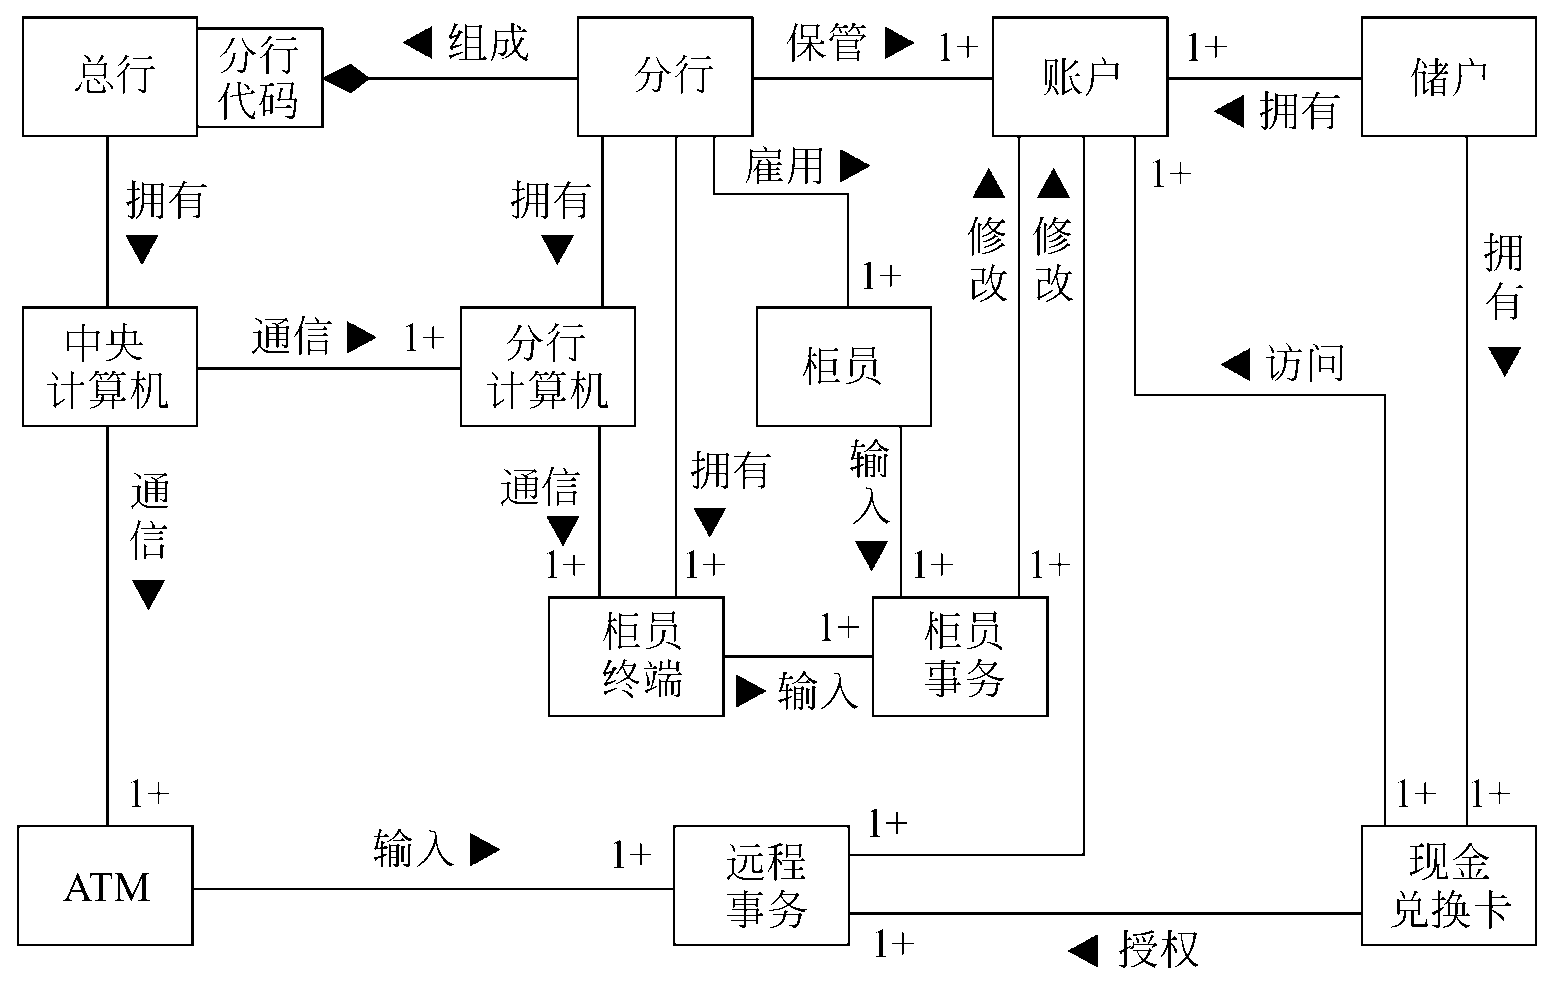 总行
分行
代码
◀ 组成
分行
保管 ▶
1+
账户
1+
◀ 拥有
储户
拥有
▼
拥有
▼
雇用 ▶
1+
▲
修
改
▲
修
改
1+
拥
有
▼
中央
计算机
通信 ▶
1+
分行
计算机
柜员
◀ 访问
通
信
▼
通信
▼
1+
拥有
▼
1+
输
入
▼
1+
1+
柜员
终端
1+
▶ 输入
柜员
事务
1+
1+
1+
1+
ATM
输入 ▶
1+
远程
事务
1+
◀ 授权
现金
兑换卡